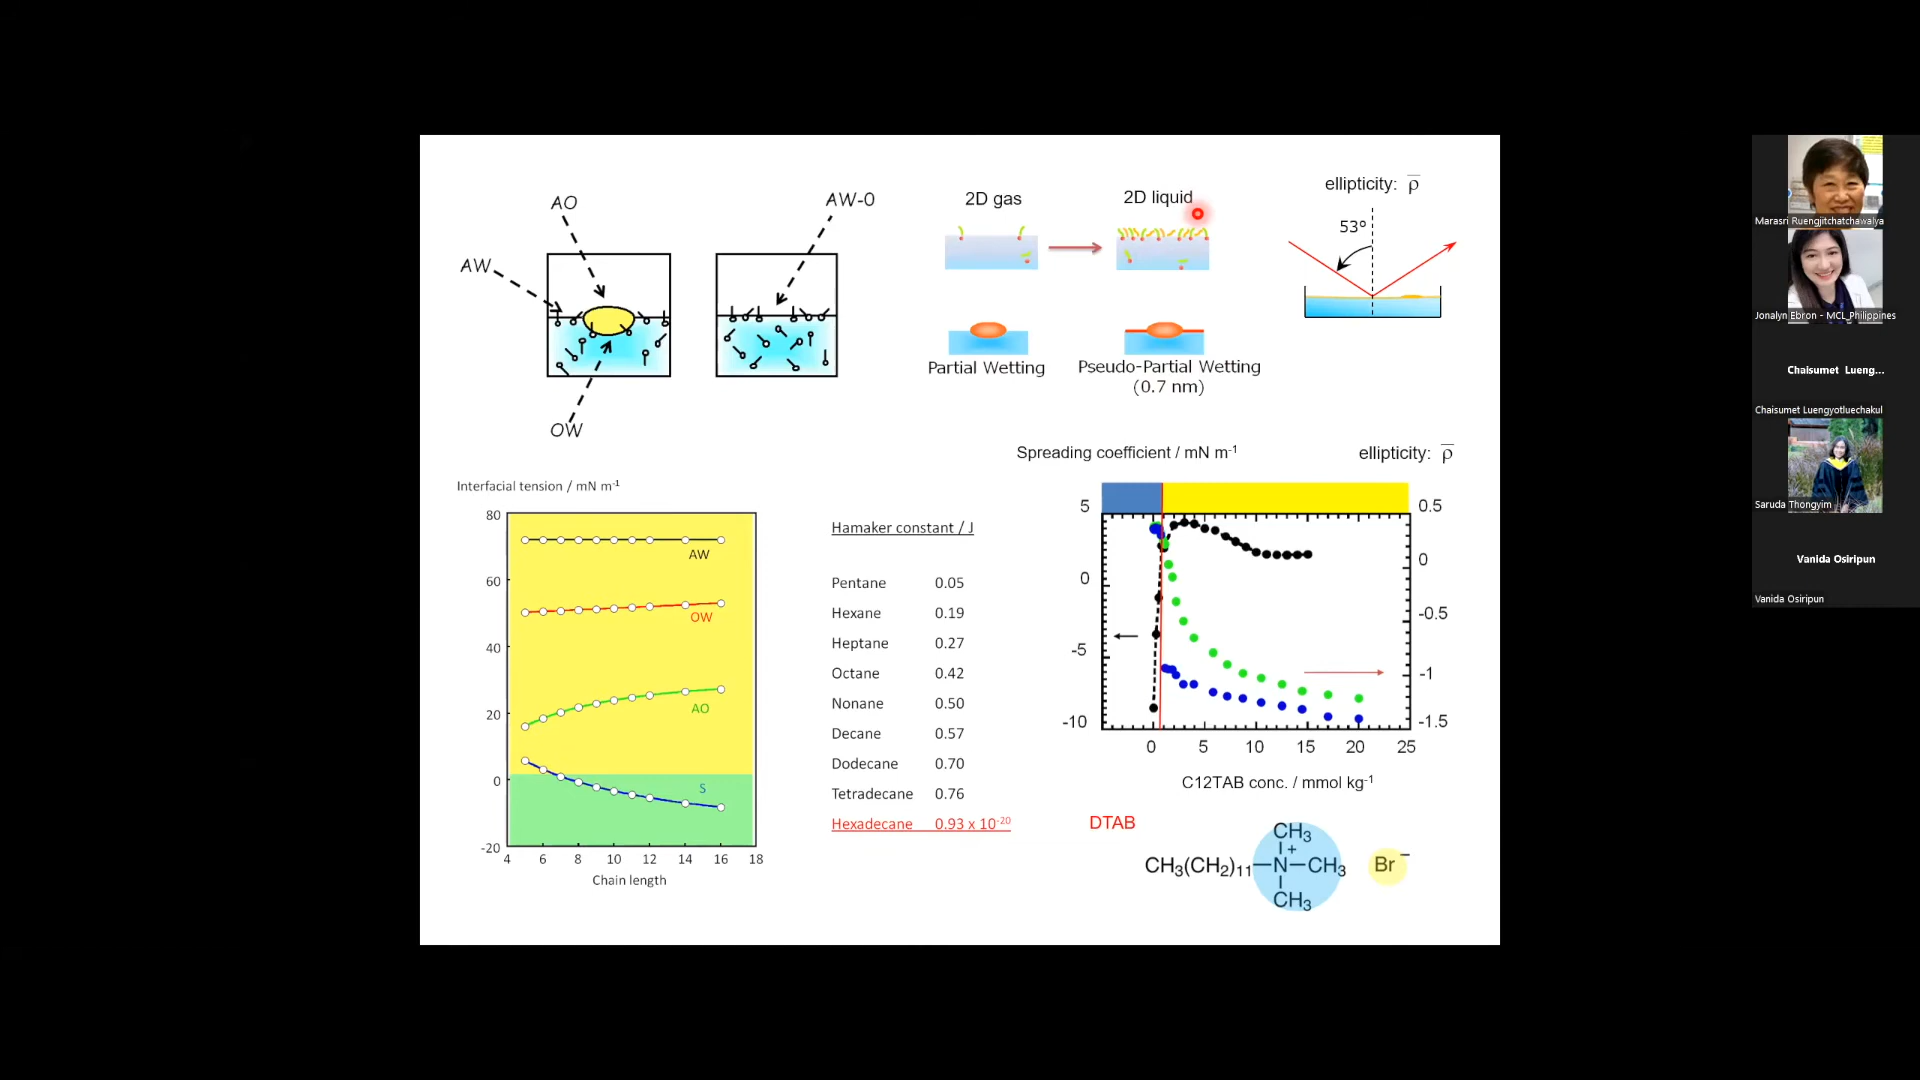 AO
AW
OW
AW-0
2D gas
2D liquid
Partial Wetting
Pseudo-Partial Wetting
(0.7 nm)
ellipticity: ρ̅
53º
Interfacial tension / mN m⁻¹
80
60
40
20
0
-20
AW
OW
AO
S
4 6 8 10 12 14 16 18
Chain length
Hamaker constant / J
Pentane 0.05
Hexane 0.19
Heptane 0.27
Octane 0.42
Nonane 0.50
Decane 0.57
Dodecane 0.70
Tetradecane 0.76
Hexadecane 0.93 x 10⁻²⁰
Spreading coefficient / mN m⁻¹
ellipticity: ρ̅
5
0
-5
-10
0.5
0
-0.5
-1
-1.5
0 5 10 15 20 25
C12TAB conc. / mmol kg⁻¹
DTAB
CH₃
+
CH₃(CH₂)₁₁—N—CH₃ Br⁻
CH₃
Marasri Ruengjitchatchawalya
Jonalyn Ebron - MCL_Philippines
Chaisumet Lueng...
Chaisumet Luengyotluechakul
Saruda Thongyim
Vanida Osiripun
Vanida Osiripun